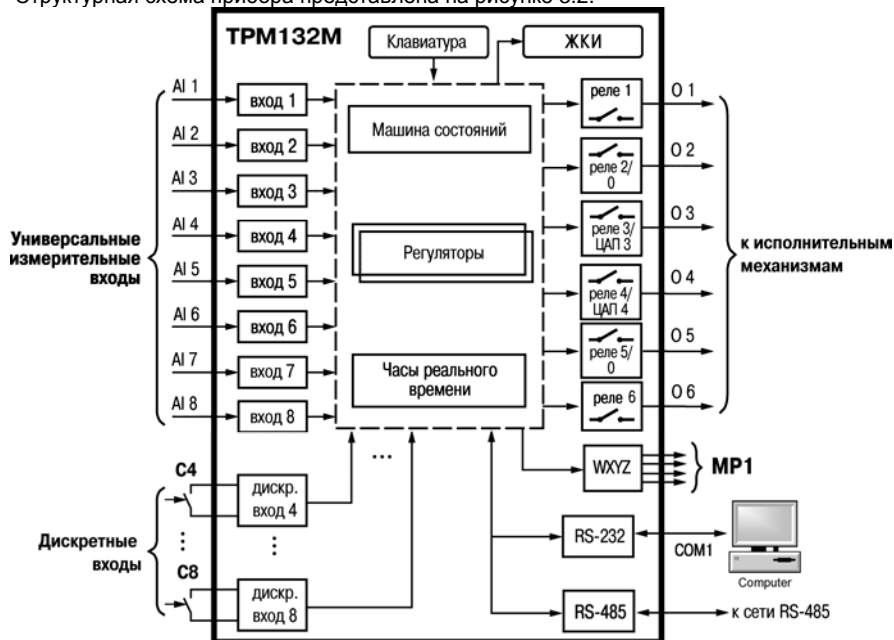 Структурная схема прибора представлена на рисунке 3.2.
ТРМ132М
Клавиатура
ЖКИ
AI 1
вход 1
AI 2
вход 2
AI 3
вход 3
AI 4
вход 4
AI 5
вход 5
AI 6
вход 6
AI 7
вход 7
AI 8
вход 8
Универсальные
измерительные
входы
Машина состояний
Регуляторы
Часы реального
времени
реле 1
O 1
реле 2/
0
O 2
реле 3/
ЦАП 3
O 3
реле 4/
ЦАП 4
O 4
реле 5/
0
O 5
реле 6
O 6
к исполнительным
механизмам
...
WXYZ
МР1
С4
дискр.
вход 4
...
...
Дискретные
входы
С8
дискр.
вход 8
RS-232
COM1
Computer
RS-485
к сети RS-485